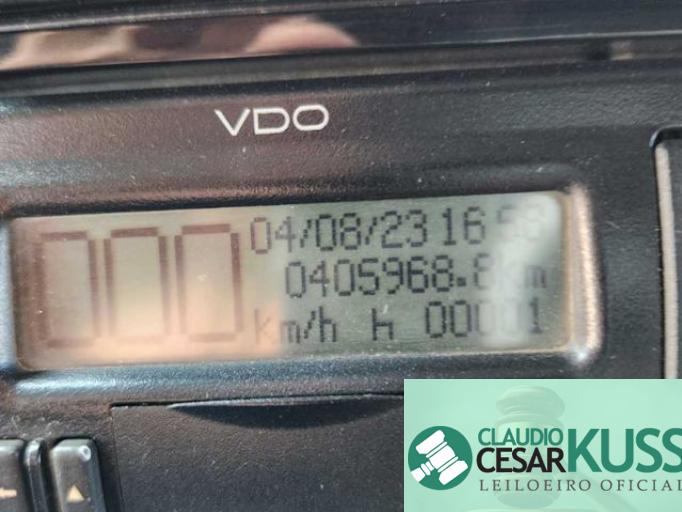 VDO
000
04/08/23 16
0405968.8km
km/h h 00001
CLAUDIO
CESAR KUSS
LEILOEIRO OFICIAL